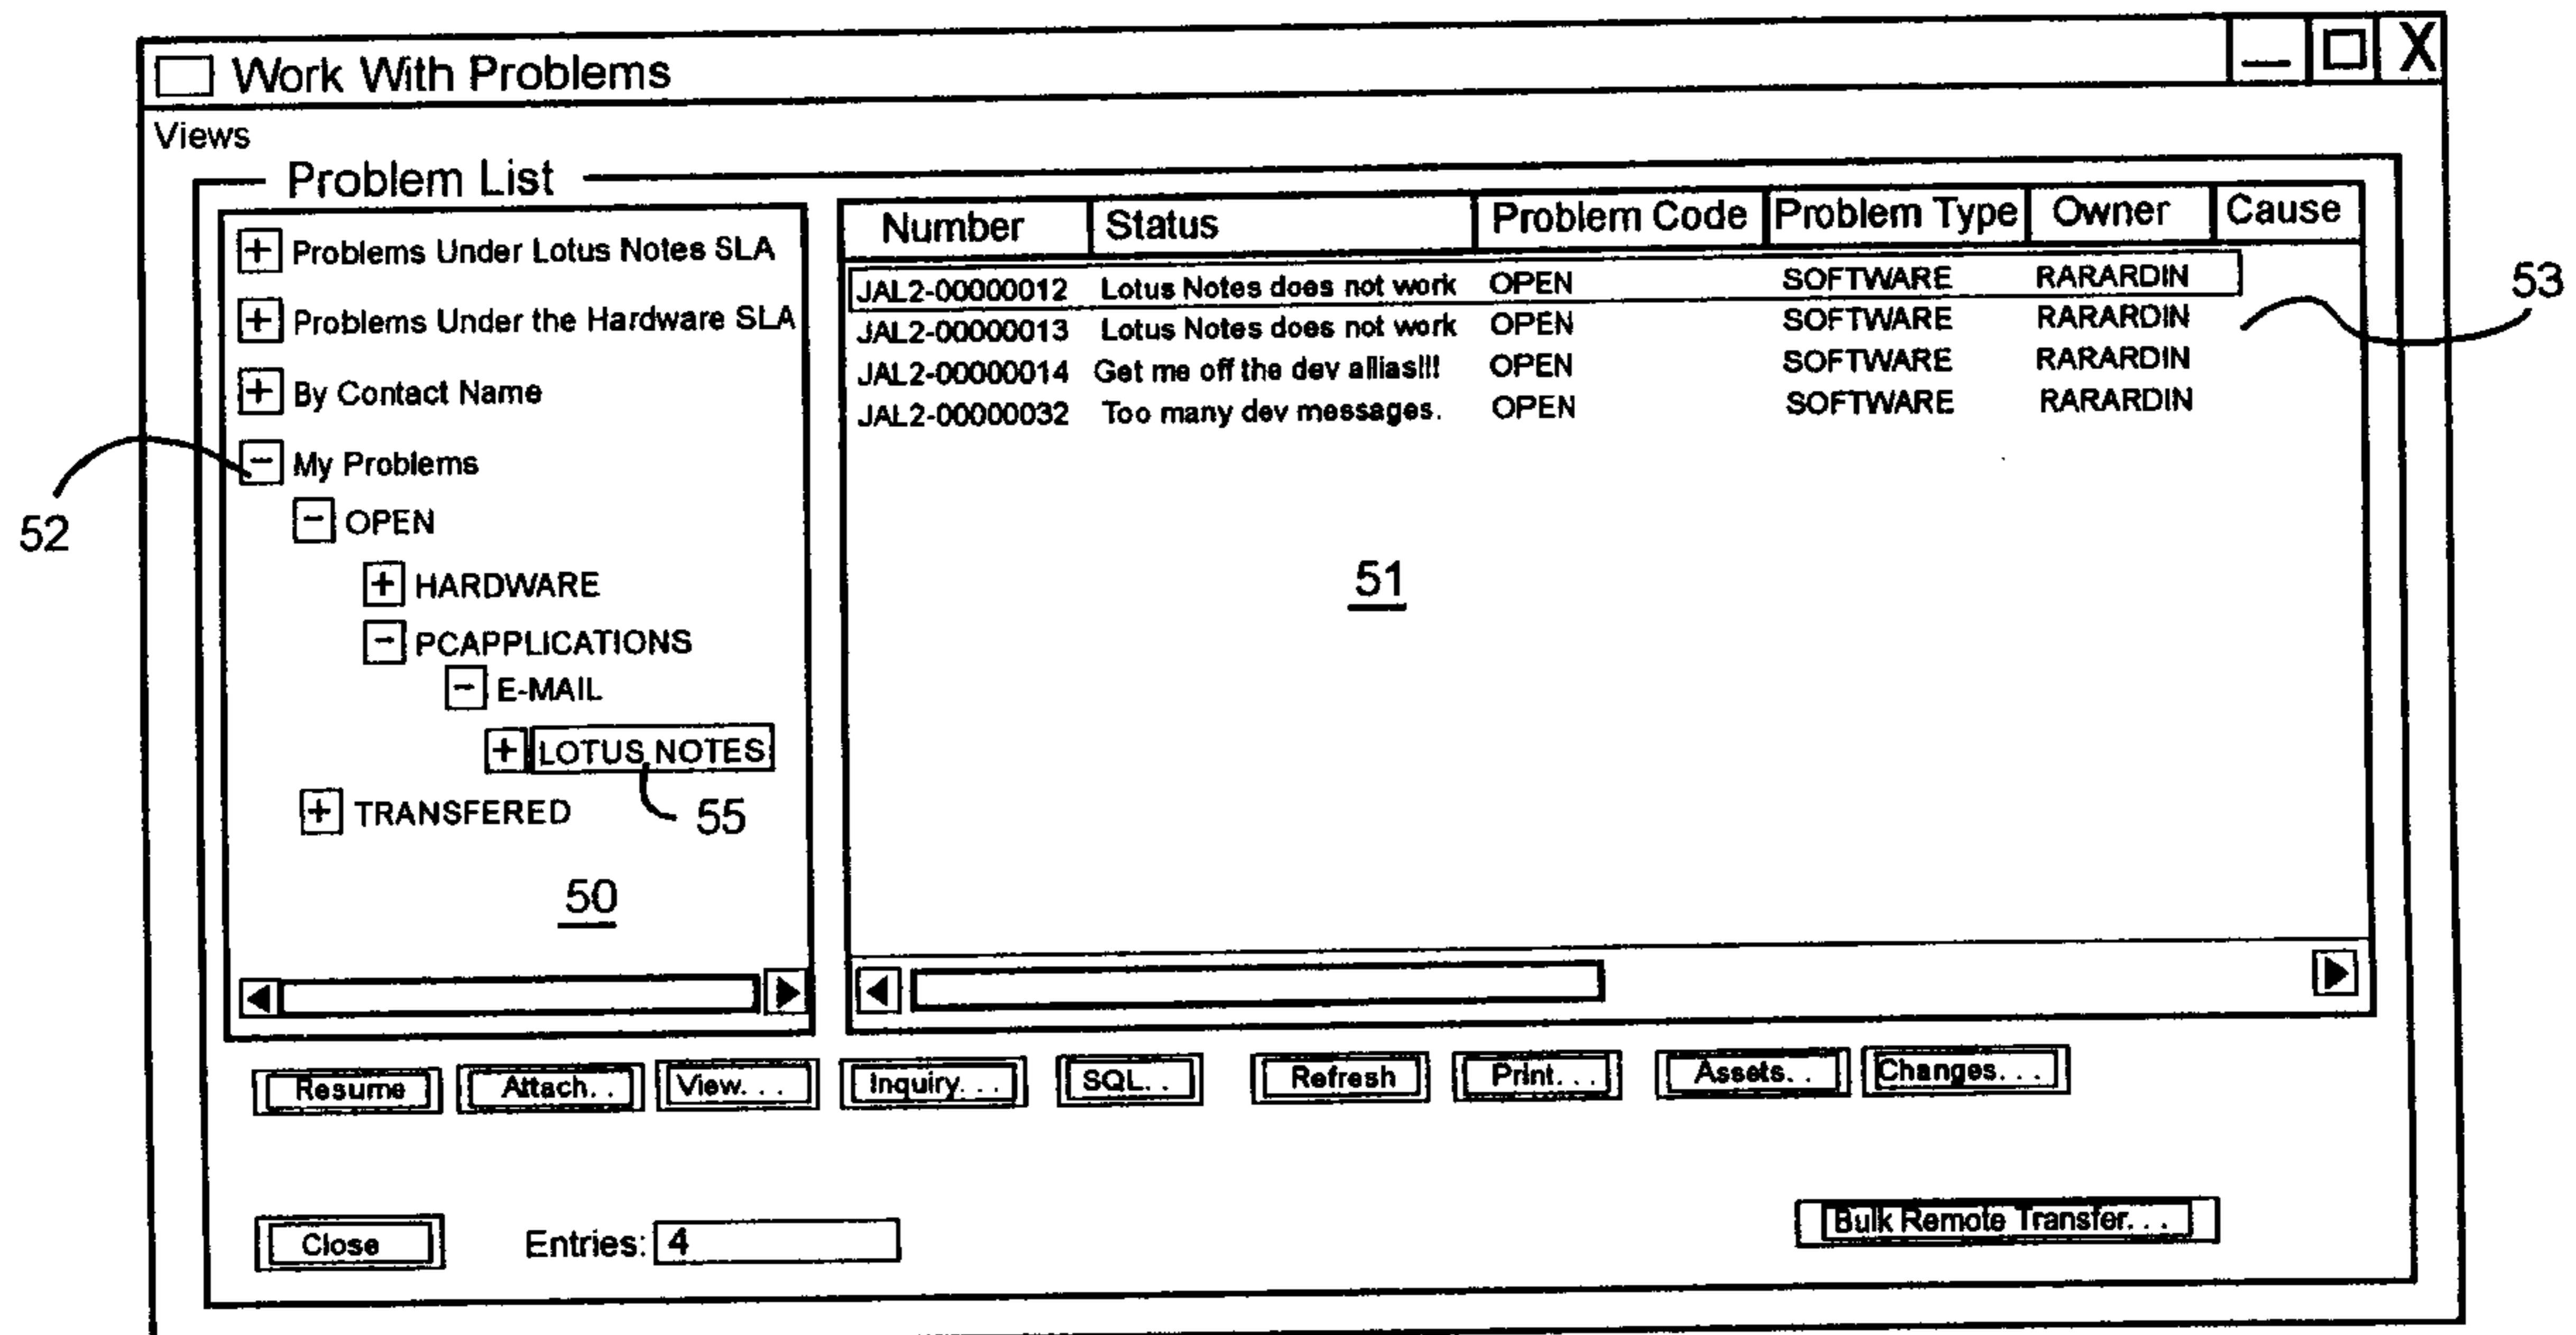 Work With Problems
Views
Problem List
+ Problems Under Lotus Notes SLA
+ Problems Under the Hardware SLA
+ By Contact Name
- My Problems
- OPEN
+ HARDWARE
- PCAPPLICATIONS
- E-MAIL
+ LOTUS NOTES
+ TRANSFERED
52
55
50
Number Status Problem Code Problem Type Owner Cause
JAL2-00000012 Lotus Notes does not work OPEN SOFTWARE RARARDIN
JAL2-00000013 Lotus Notes does not work OPEN SOFTWARE RARARDIN
JAL2-00000014 Get me off the dev allias!!! OPEN SOFTWARE RARARDIN
JAL2-00000032 Too many dev messages. OPEN SOFTWARE RARARDIN
53
51
Resume Attach. . View. . . Inquiry. . . SQL. . Refresh Print. . . Assets. . Changes. . .
Close Entries: 4 Bulk Remote Transfer. . .